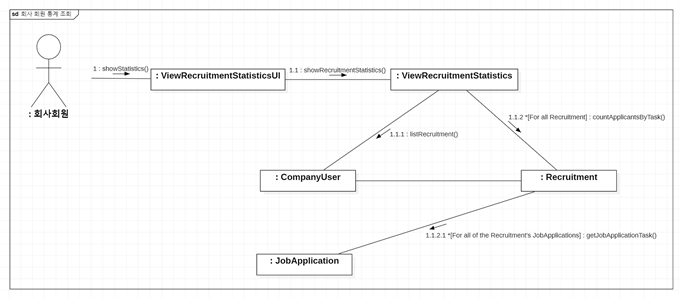 sd 회사 회원 통계 조회
1 : showStatistics()
: ViewRecruitmentStatisticsUI
1.1 : showRecruitmentStatistics()
: ViewRecruitmentStatistics
: 회사회원
1.1.2 *[For all Recruitment] : countApplicantsByTask()
1.1.1 : listRecruitment()
: CompanyUser
: Recruitment
1.1.2.1 *[For all of the Recruitment's JobApplications] : getJobApplicationTask()
: JobApplication